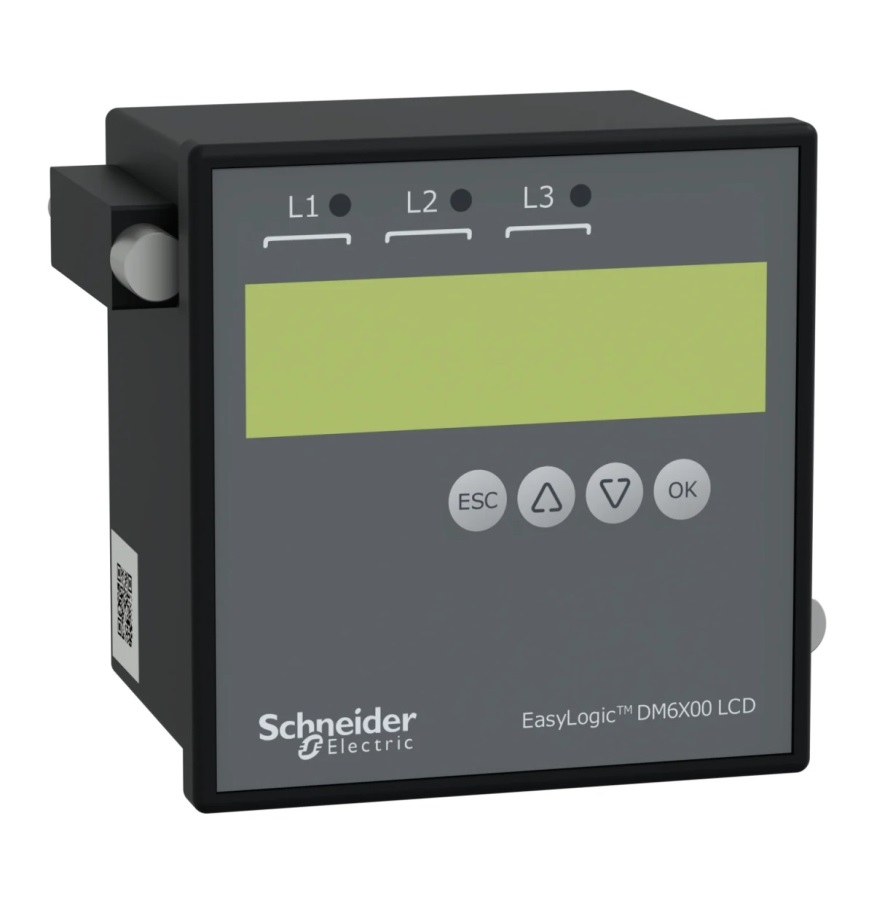 L1 L2 L3
ESC OK
Schneider
Electric
EasyLogic™ DM6X00 LCD